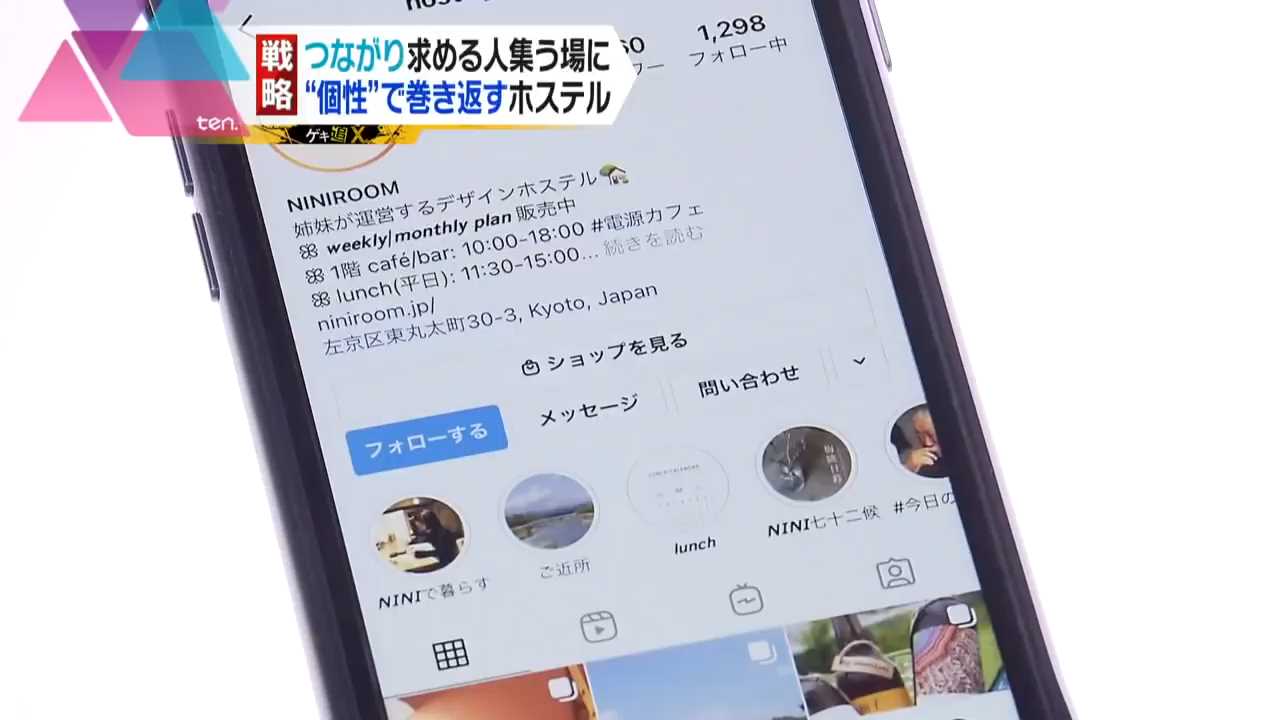 戦略
つながり求める人集う場に
“個性”で巻き返すホステル
ten.
ゲキ追X
1,298
フォロー中
NINIROOM
姉妹が運営するデザインホステル
weekly/monthly plan 販売中
1階 café/bar: 10:00-18:00 #電源カフェ
lunch(平日): 11:30-15:00... 続きを読む
niniroom.jp/
左京区東丸太町30-3, Kyoto, Japan
ショップを見る
フォローする
メッセージ
問い合わせ
NINIで暮らす
ご近所
lunch
NINI七十二候
#今日の